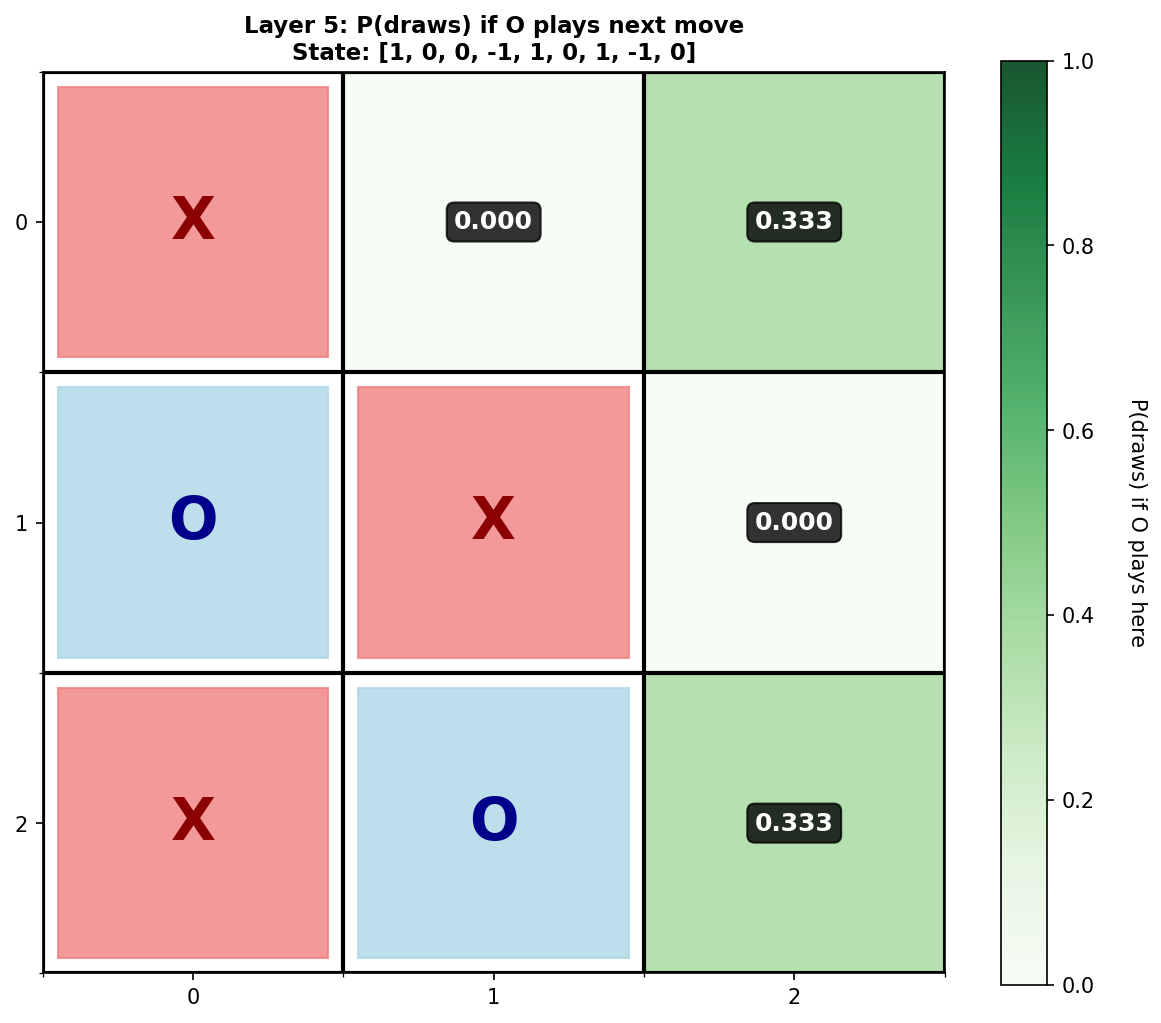 Layer 5: P(draws) if O plays next move
State: [1, 0, 0, -1, 1, 0, 1, -1, 0]
X
0.000
0.333
O
X
0.000
X
O
0.333
0
1
2
0
1
2
1.0
0.8
0.6
0.4
0.2
0.0
P(draws) if O plays here